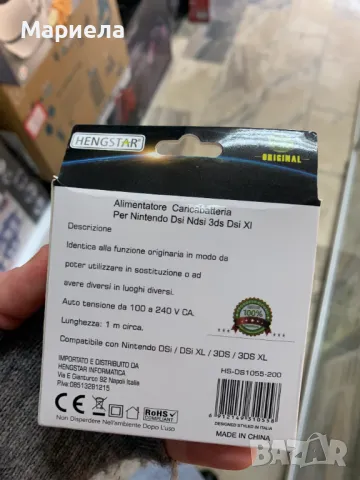 Мариела
HENGSTAR
ORIGINAL
Alimentatore Caricabatteria
Per Nintendo Dsi Ndsi 3ds Dsi Xl
Descrizione
Identica alla funzione originaria in modo da
poter utilizzare in sostituzione o ad
avere diversi in luoghi diversi.
Auto tensione da 100 a 240 V CA.
Lunghezza: 1 m circa.
Compatibile con Nintendo DSi / DSi XL / 3DS / 3DS XL
100%
HS-DS1055-200
IMPORTATO E DISTRIBUITO DA
HENGSTAR INFORMATICA
Via E Gianturco 92 Napoli Italia
P.Iva:08513281215
CE
RoHS
Non Disperdere Nell'ambiente Dopo L'uso
DESIGNED STYLED IN ITALIA
MADE IN CHINA
BAZAR